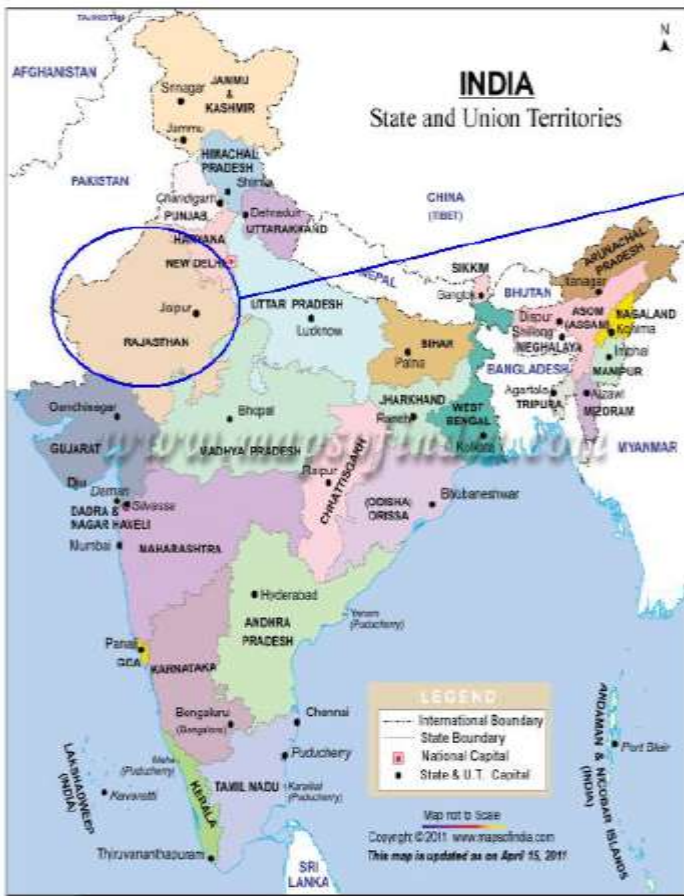 TAJIKISTAN
N
AFGHANISTAN
INDIA
State and Union Territories
JAMMU
&
KASHMIR
Srinagar
Jammu
HIMACHAL
PRADESH
Shimla
PAKISTAN
Chandigarh
PUNJAB
Dehradun
UTTARAKHAND
CHINA
(TIBET)
HARYANA
NEW DELHI
NEPAL
SIKKIM
Gangtok
BHUTAN
ARUNACHAL
PRADESH
Itanagar
Jaipur
RAJASTHAN
UTTAR PRADESH
Lucknow
Dispur
ASOM
(ASSAM)
NAGALAND
Kohima
Shillong
MEGHALAYA
Imphal
MANIPUR
BIHAR
Patna
BANGLADESH
Agartala
TRIPURA
Aizawl
MIZORAM
MYANMAR
Gandhinagar
GUJARAT
Bhopal
MADHYA PRADESH
JHARKHAND
Ranchi
WEST
BENGAL
Kolkata
www.mapsofindia.com
Raipur
CHHATTISGARH
(ODISHA)
ORISSA
Bhubaneshwar
Diu
Daman
Silvassa
DADRA &
NAGAR HAVELI
Mumbai
MAHARASHTRA
Hyderabad
ANDHRA
PRADESH
Yanam
(Puducherry)
Panaji
GOA
KARNATAKA
Bengaluru
(Bangalore)
Chennai
Mahe
(Puducherry)
Puducherry
TAMIL NADU
Karaikal
(Puducherry)
KERALA
LAKSHADWEEP
(INDIA)
Kavaratti
Thiruvananthapuram
SRI
LANKA
ANDAMAN & NICOBAR ISLANDS
(INDIA)
Port Blair
LEGEND
International Boundary
State Boundary
National Capital
State & U.T. Capital
Map not to Scale
Copyright © 2011 www.mapsofindia.com
This map is updated as on April 15, 2011